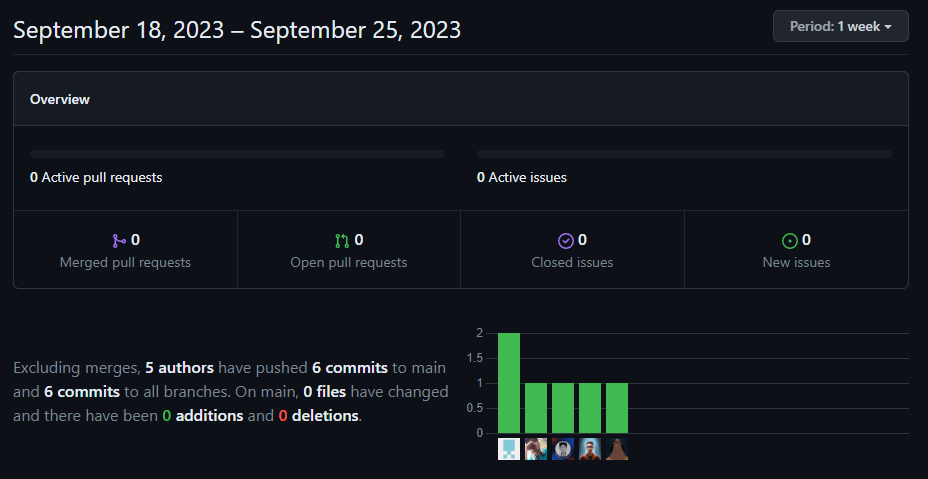 September 18, 2023 – September 25, 2023
Period: 1 week
Overview
0 Active pull requests
0 Active issues
0
Merged pull requests
0
Open pull requests
0
Closed issues
0
New issues
Excluding merges, 5 authors have pushed 6 commits to main
and 6 commits to all branches. On main, 0 files have changed
and there have been 0 additions and 0 deletions.
2
1.5
1
0.5
0